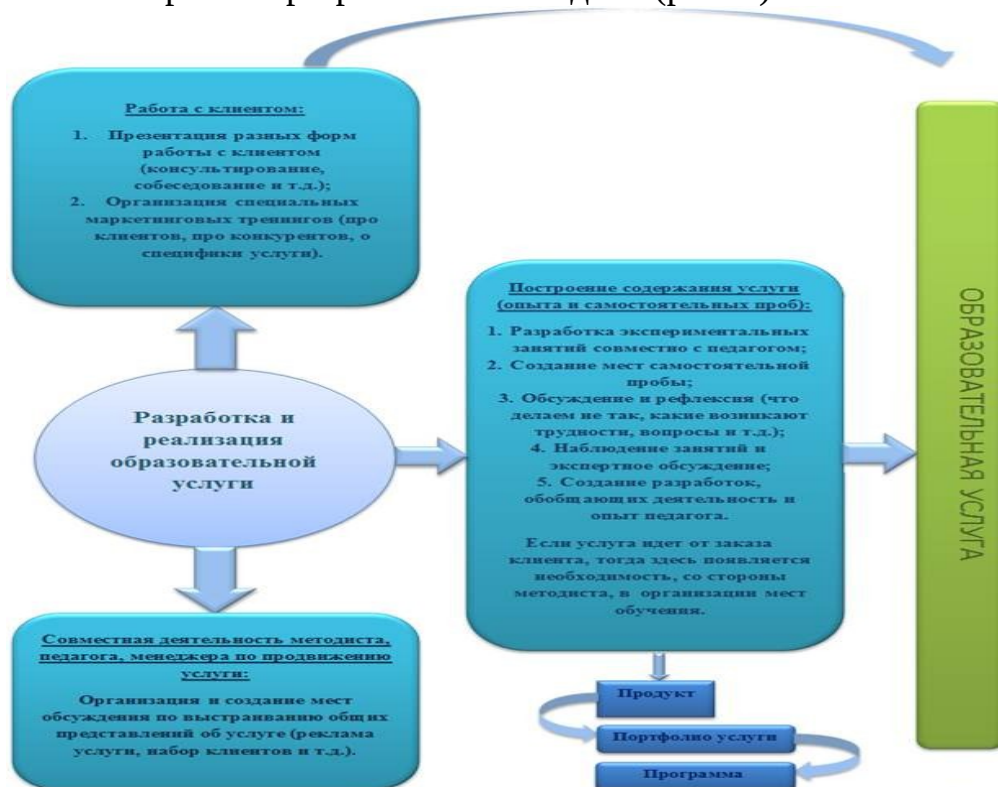 Работа с клиентом:
1. Презентация разных форм
работы с клиентом
(консультирование,
собеседование и т.д.);
2. Организация специальных
маркетинговых тренингов (про
клиентов, про конкурентов, о
специфики услуги).
Разработка и
реализация
образовательной
услуги
Построение содержания услуги
(опыта и самостоятельных проб):
1. Разработка экспериментальных
занятий совместно с педагогом;
2. Создание мест самостоятельной
пробы;
3. Обсуждение и рефлексия (что
делаем не так, какие возникают
трудности, вопросы и т.д.);
4. Наблюдение занятий и
экспертное обсуждение;
5. Создание разработок,
обобщающих деятельность и
опыт педагога.
Если услуга идет от заказа
клиента, тогда здесь появляется
необходимость, со стороны
методиста, в организации мест
обучения.
Совместная деятельность методиста,
педагога, менеджера по продвижению
услуги:
Организация и создание мест
обсуждения по выстраиванию общих
представлений об услуге (реклама
услуги, набор клиентов и т.д.).
Продукт
Портфолио услуги
Программа
ОБРАЗОВАТЕЛЬНАЯ УСЛУГА